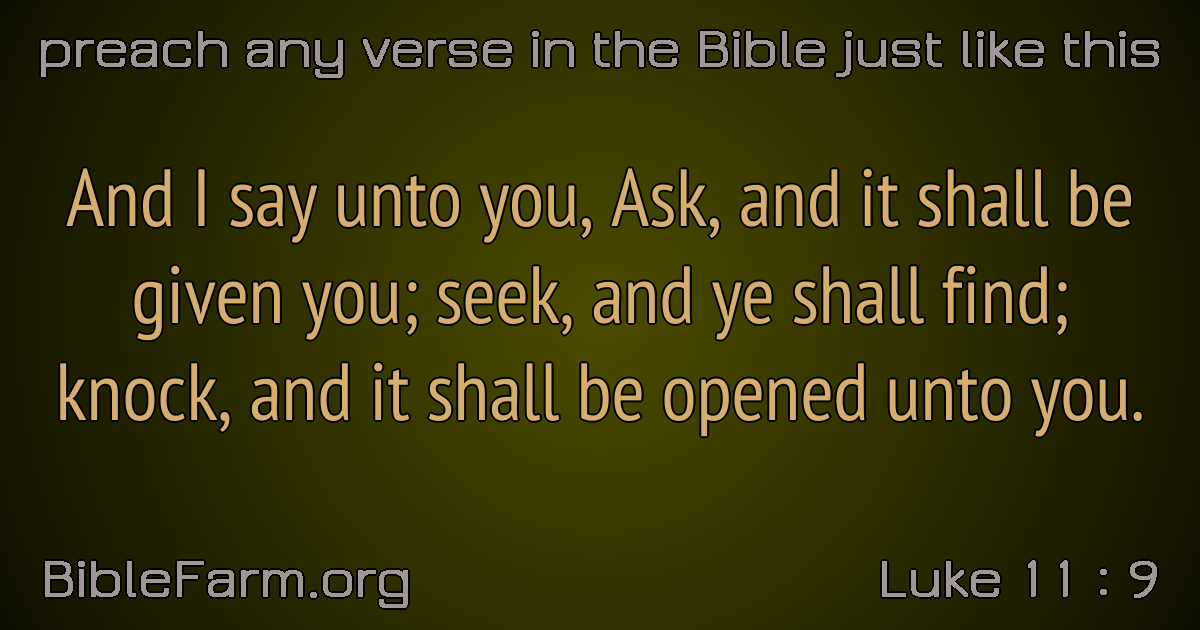 preach any verse in the Bible just like this
And I say unto you, Ask, and it shall be
given you; seek, and ye shall find;
knock, and it shall be opened unto you.
BibleFarm.org
Luke 11 : 9